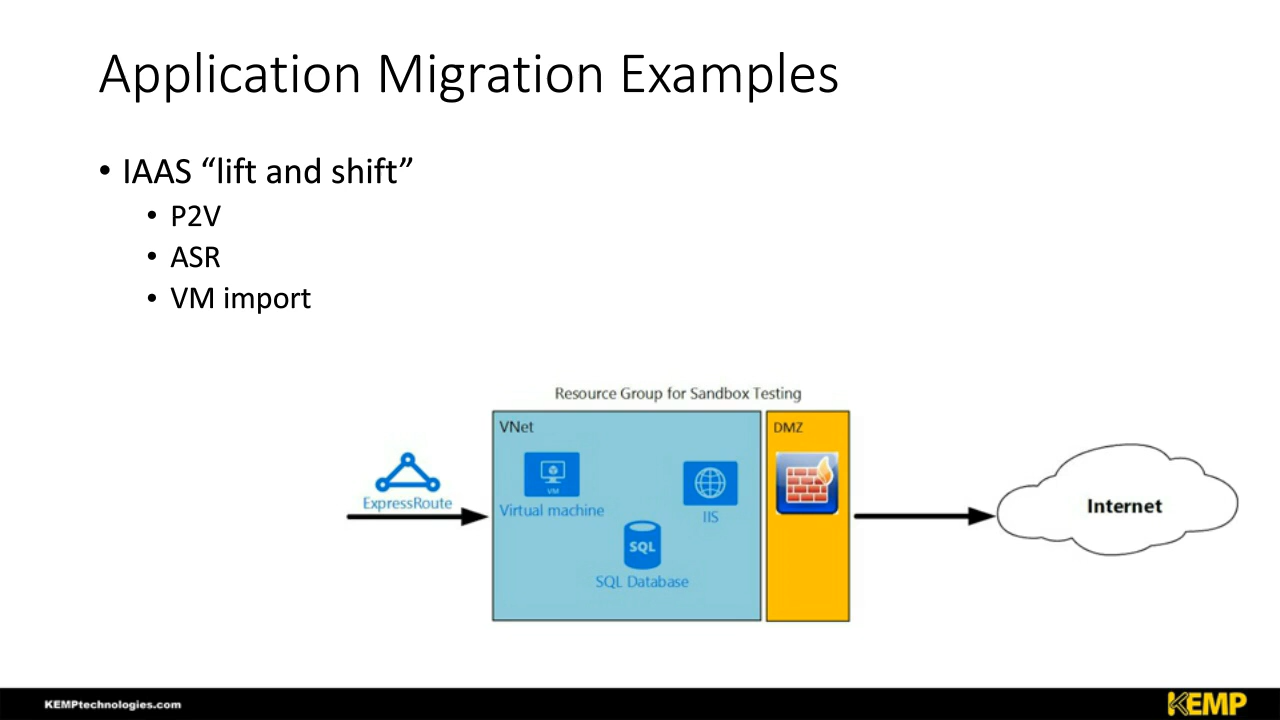 Application Migration Examples
• IAAS “lift and shift”
• P2V
• ASR
• VM import
Resource Group for Sandbox Testing
VNet
DMZ
VM
ExpressRoute
Virtual machine
IIS
SQL
SQL Database
Internet
KEMPtechnologies.com
KEMP